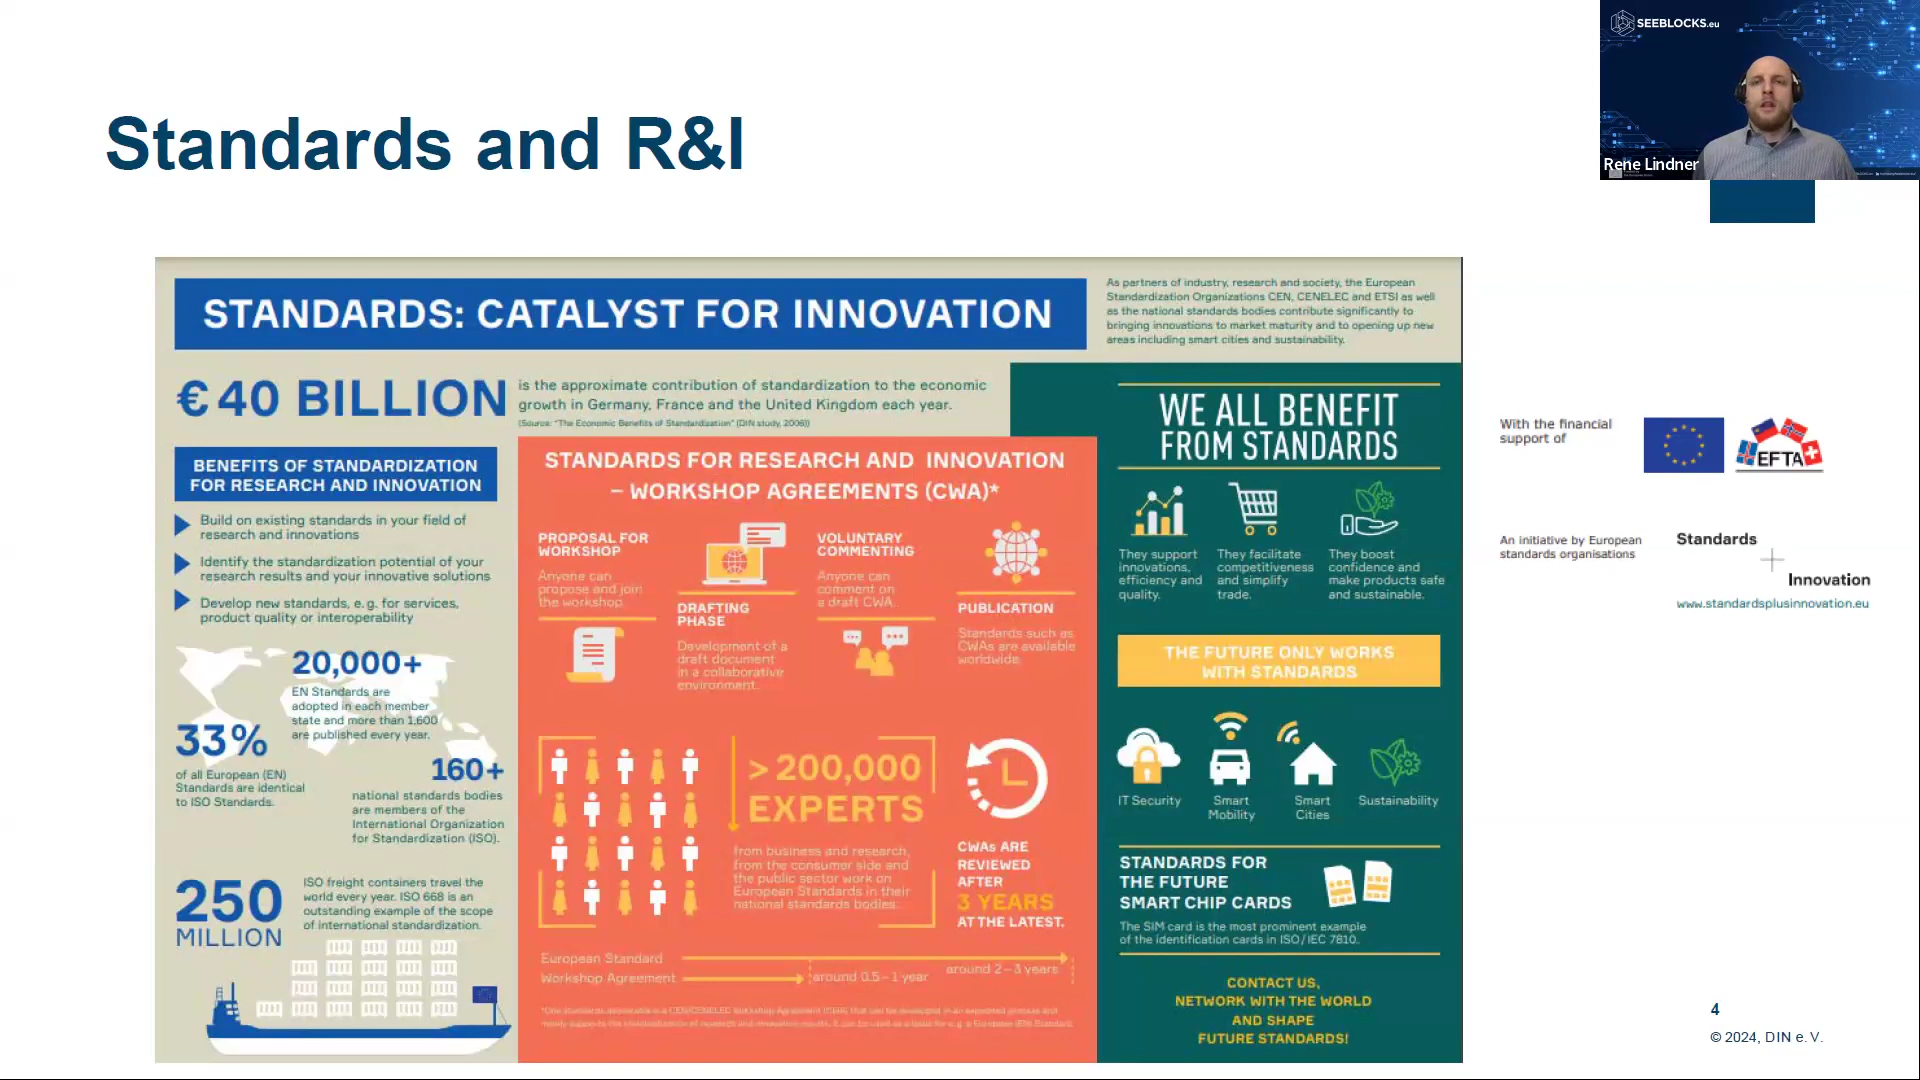 SEEBLOCKS.eu
Rene Lindner
Standards and R&I
STANDARDS: CATALYST FOR INNOVATION
As partners of industry, research and society, the European
Standardization Organizations CEN, CENELEC and ETSI as well
as the national standards bodies contribute significantly to
bringing innovations to market maturity and to opening up new
areas including smart cities and sustainability.
€ 40 BILLION
is the approximate contribution of standardization to the economic
growth in Germany, France and the United Kingdom each year.
(Source: "The Economic Benefits of Standardization" (DIN study, 2006))
BENEFITS OF STANDARDIZATION
FOR RESEARCH AND INNOVATION
Build on existing standards in your field of
research and innovations
Identify the standardization potential of your
research results and your innovative solutions
Develop new standards, e.g. for services,
product quality or interoperability
20,000+
EN Standards are
adopted in each member
state and more than 1,600
are published every year.
33%
of all European (EN)
Standards are identical
to ISO Standards.
160+
national standards bodies
are members of the
International Organization
for Standardization (ISO).
250
MILLION
ISO freight containers travel the
world every year. ISO 668 is an
outstanding example of the scope
of international standardization.
STANDARDS FOR RESEARCH AND INNOVATION
– WORKSHOP AGREEMENTS (CWA)*
PROPOSAL FOR
WORKSHOP
Anyone can
propose and join
the workshop.
DRAFTING
PHASE
Development of a
draft document
in a collaborative
environment.
VOLUNTARY
COMMENTING
Anyone can
comment on
a draft CWA.
PUBLICATION
Standards such as
CWAs are available
worldwide.
> 200,000
EXPERTS
from business and research,
from the consumer side and
the public sector work on
European Standards in their
national standards bodies.
CWAs ARE
REVIEWED
AFTER
3 YEARS
AT THE LATEST.
European Standard
around 2 – 3 years
Workshop Agreement
around 0.5 – 1 year
WE ALL BENEFIT
FROM STANDARDS
They support
innovations,
efficiency and
quality.
They facilitate
competitiveness
and simplify
trade.
They boost
confidence and
make products safe
and sustainable.
THE FUTURE ONLY WORKS
WITH STANDARDS
IT Security
Smart
Mobility
Smart
Cities
Sustainability
STANDARDS FOR
THE FUTURE
SMART CHIP CARDS
The SIM card is the most prominent example
of the identification cards in ISO/IEC 7810.
CONTACT US,
NETWORK WITH THE WORLD
AND SHAPE
FUTURE STANDARDS!
With the financial
support of
EFTA
An initiative by European
standards organisations
Standards
+
Innovation
www.standardsplusinnovation.eu
4
© 2024, DIN e. V.